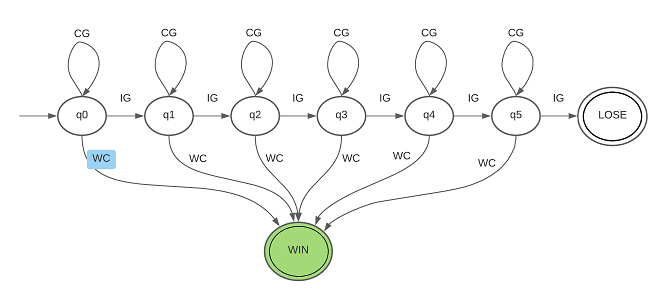 CG CG CG CG CG CG
IG IG IG IG IG IG
q0 q1 q2 q3 q4 q5 LOSE
WC WC WC WC WC WC
WIN